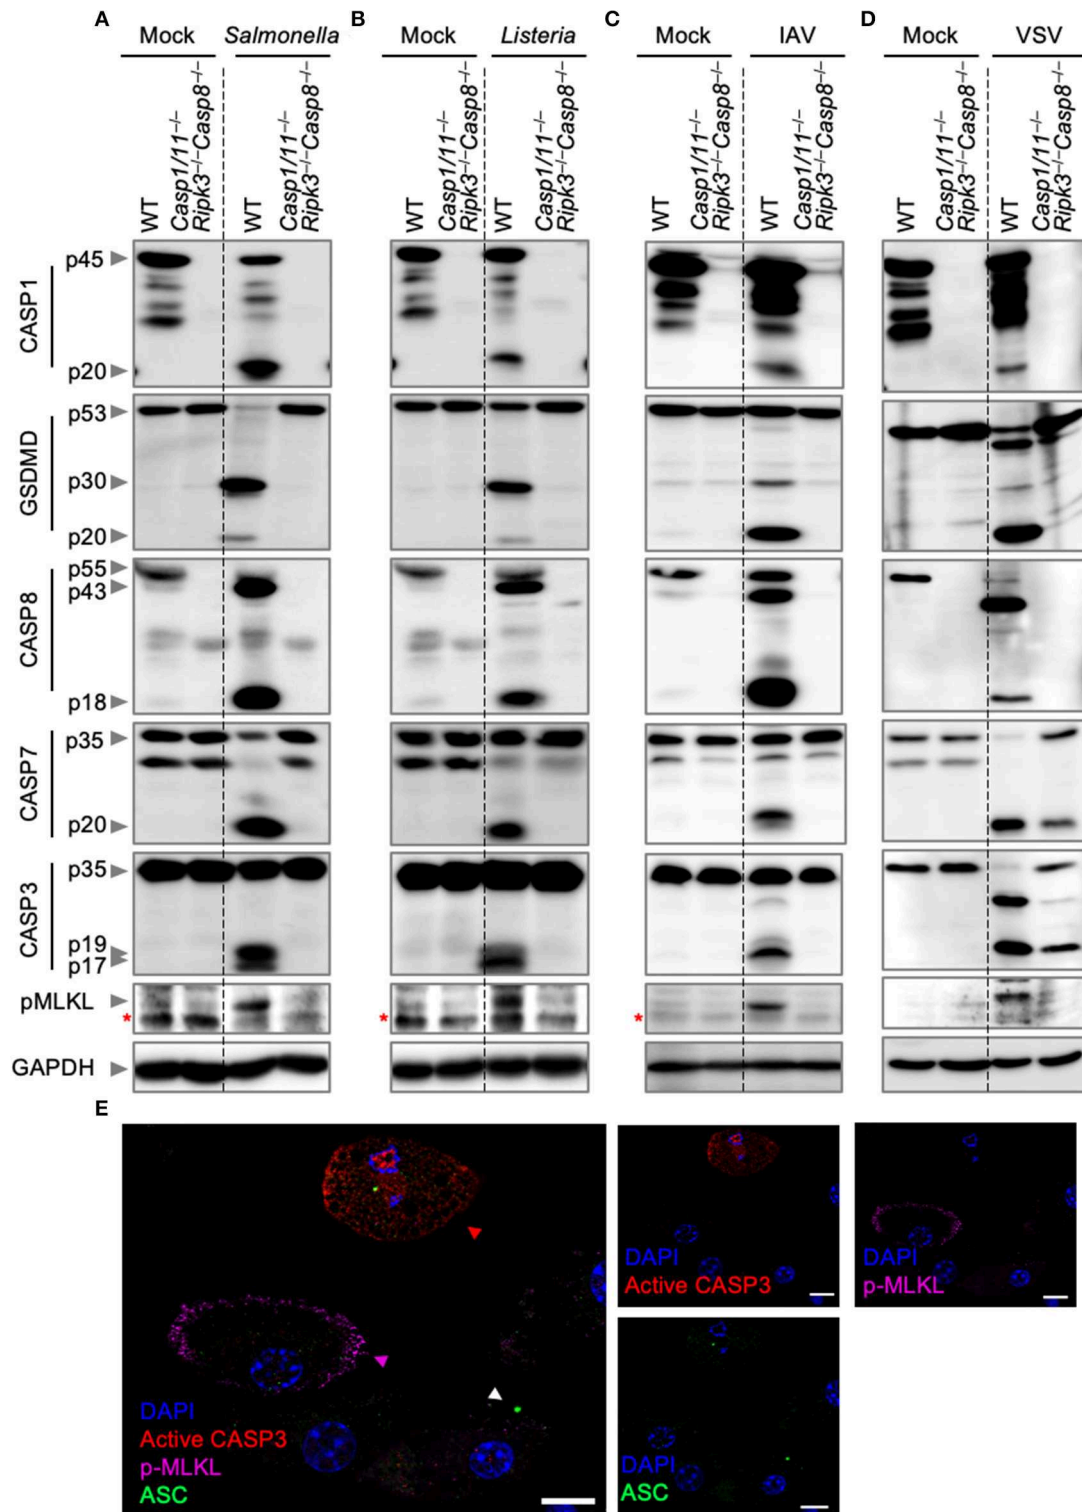 A
B
C
D
Mock Salmonella
Mock Listeria
Mock IAV
Mock VSV
WT
Casp1/11–/–
Ripk3–/–Casp8–/–
WT
Casp1/11–/–
Ripk3–/–Casp8–/–
WT
Casp1/11–/–
Ripk3–/–Casp8–/–
WT
Casp1/11–/–
Ripk3–/–Casp8–/–
WT
Casp1/11–/–
Ripk3–/–Casp8–/–
WT
Casp1/11–/–
Ripk3–/–Casp8–/–
WT
Casp1/11–/–
Ripk3–/–Casp8–/–
WT
Casp1/11–/–
Ripk3–/–Casp8–/–
CASP1
p45
p20
GSDMD
p53
p30
p20
CASP8
p55
p43
p18
CASP7
p35
p20
CASP3
p35
p19
p17
pMLKL
* * *
GAPDH
E
DAPI
Active CASP3
p-MLKL
ASC
DAPI
Active CASP3
DAPI
p-MLKL
DAPI
ASC